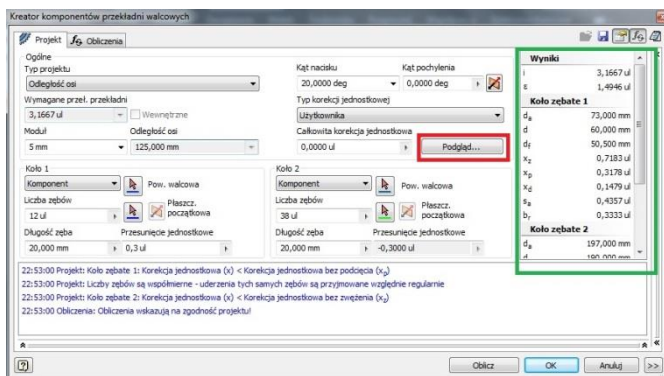 Kreator komponentów przekładni walcowych
Projekt
fG Obliczenia
Ogólne
Typ projektu
Odległość osi
Kąt nacisku
Kąt pochylenia
20,0000 deg
0,0000 deg
Wymagane przeł. przekładni
3,1667 ul
Wewnętrzne
Typ korekcji jednostkowej
Użytkownika
Moduł
Odległość osi
5 mm
125,000 mm
Całkowita korekcja jednostkowa
0,0000 ul
Podgląd...
Koło 1
Komponent
Pow. walcowa
Liczba zębów
12 ul
Płaszcz. początkowa
Długość zęba
Przesunięcie jednostkowe
20,000 mm
0,3 ul
Koło 2
Komponent
Pow. walcowa
Liczba zębów
38 ul
Płaszcz. początkowa
Długość zęba
Przesunięcie jednostkowe
20,000 mm
-0,3000 ul
Wyniki
i 3,1667 ul
ε 1,4946 ul
Koło zębate 1
da 73,000 mm
d 60,000 mm
df 50,500 mm
xz 0,7183 ul
xp 0,3178 ul
xd 0,1479 ul
sa 0,4357 ul
br 0,3333 ul
Koło zębate 2
da 197,000 mm
d 190,000 mm
22:53:00 Projekt: Koło zębate 1: Korekcja jednostkowa (x) < Korekcja jednostkowa bez podcięcia (xp)
22:53:00 Projekt: Liczby zębów są współmierne - uderzenia tych samych zębów są przyjmowane względnie regularnie
22:53:00 Projekt: Koło zębate 2: Korekcja jednostkowa (x) < Korekcja jednostkowa bez zwężenia (xz)
22:53:00 Obliczenia: Obliczenia wskazują na zgodność projektu!
Oblicz
OK
Anuluj
>>